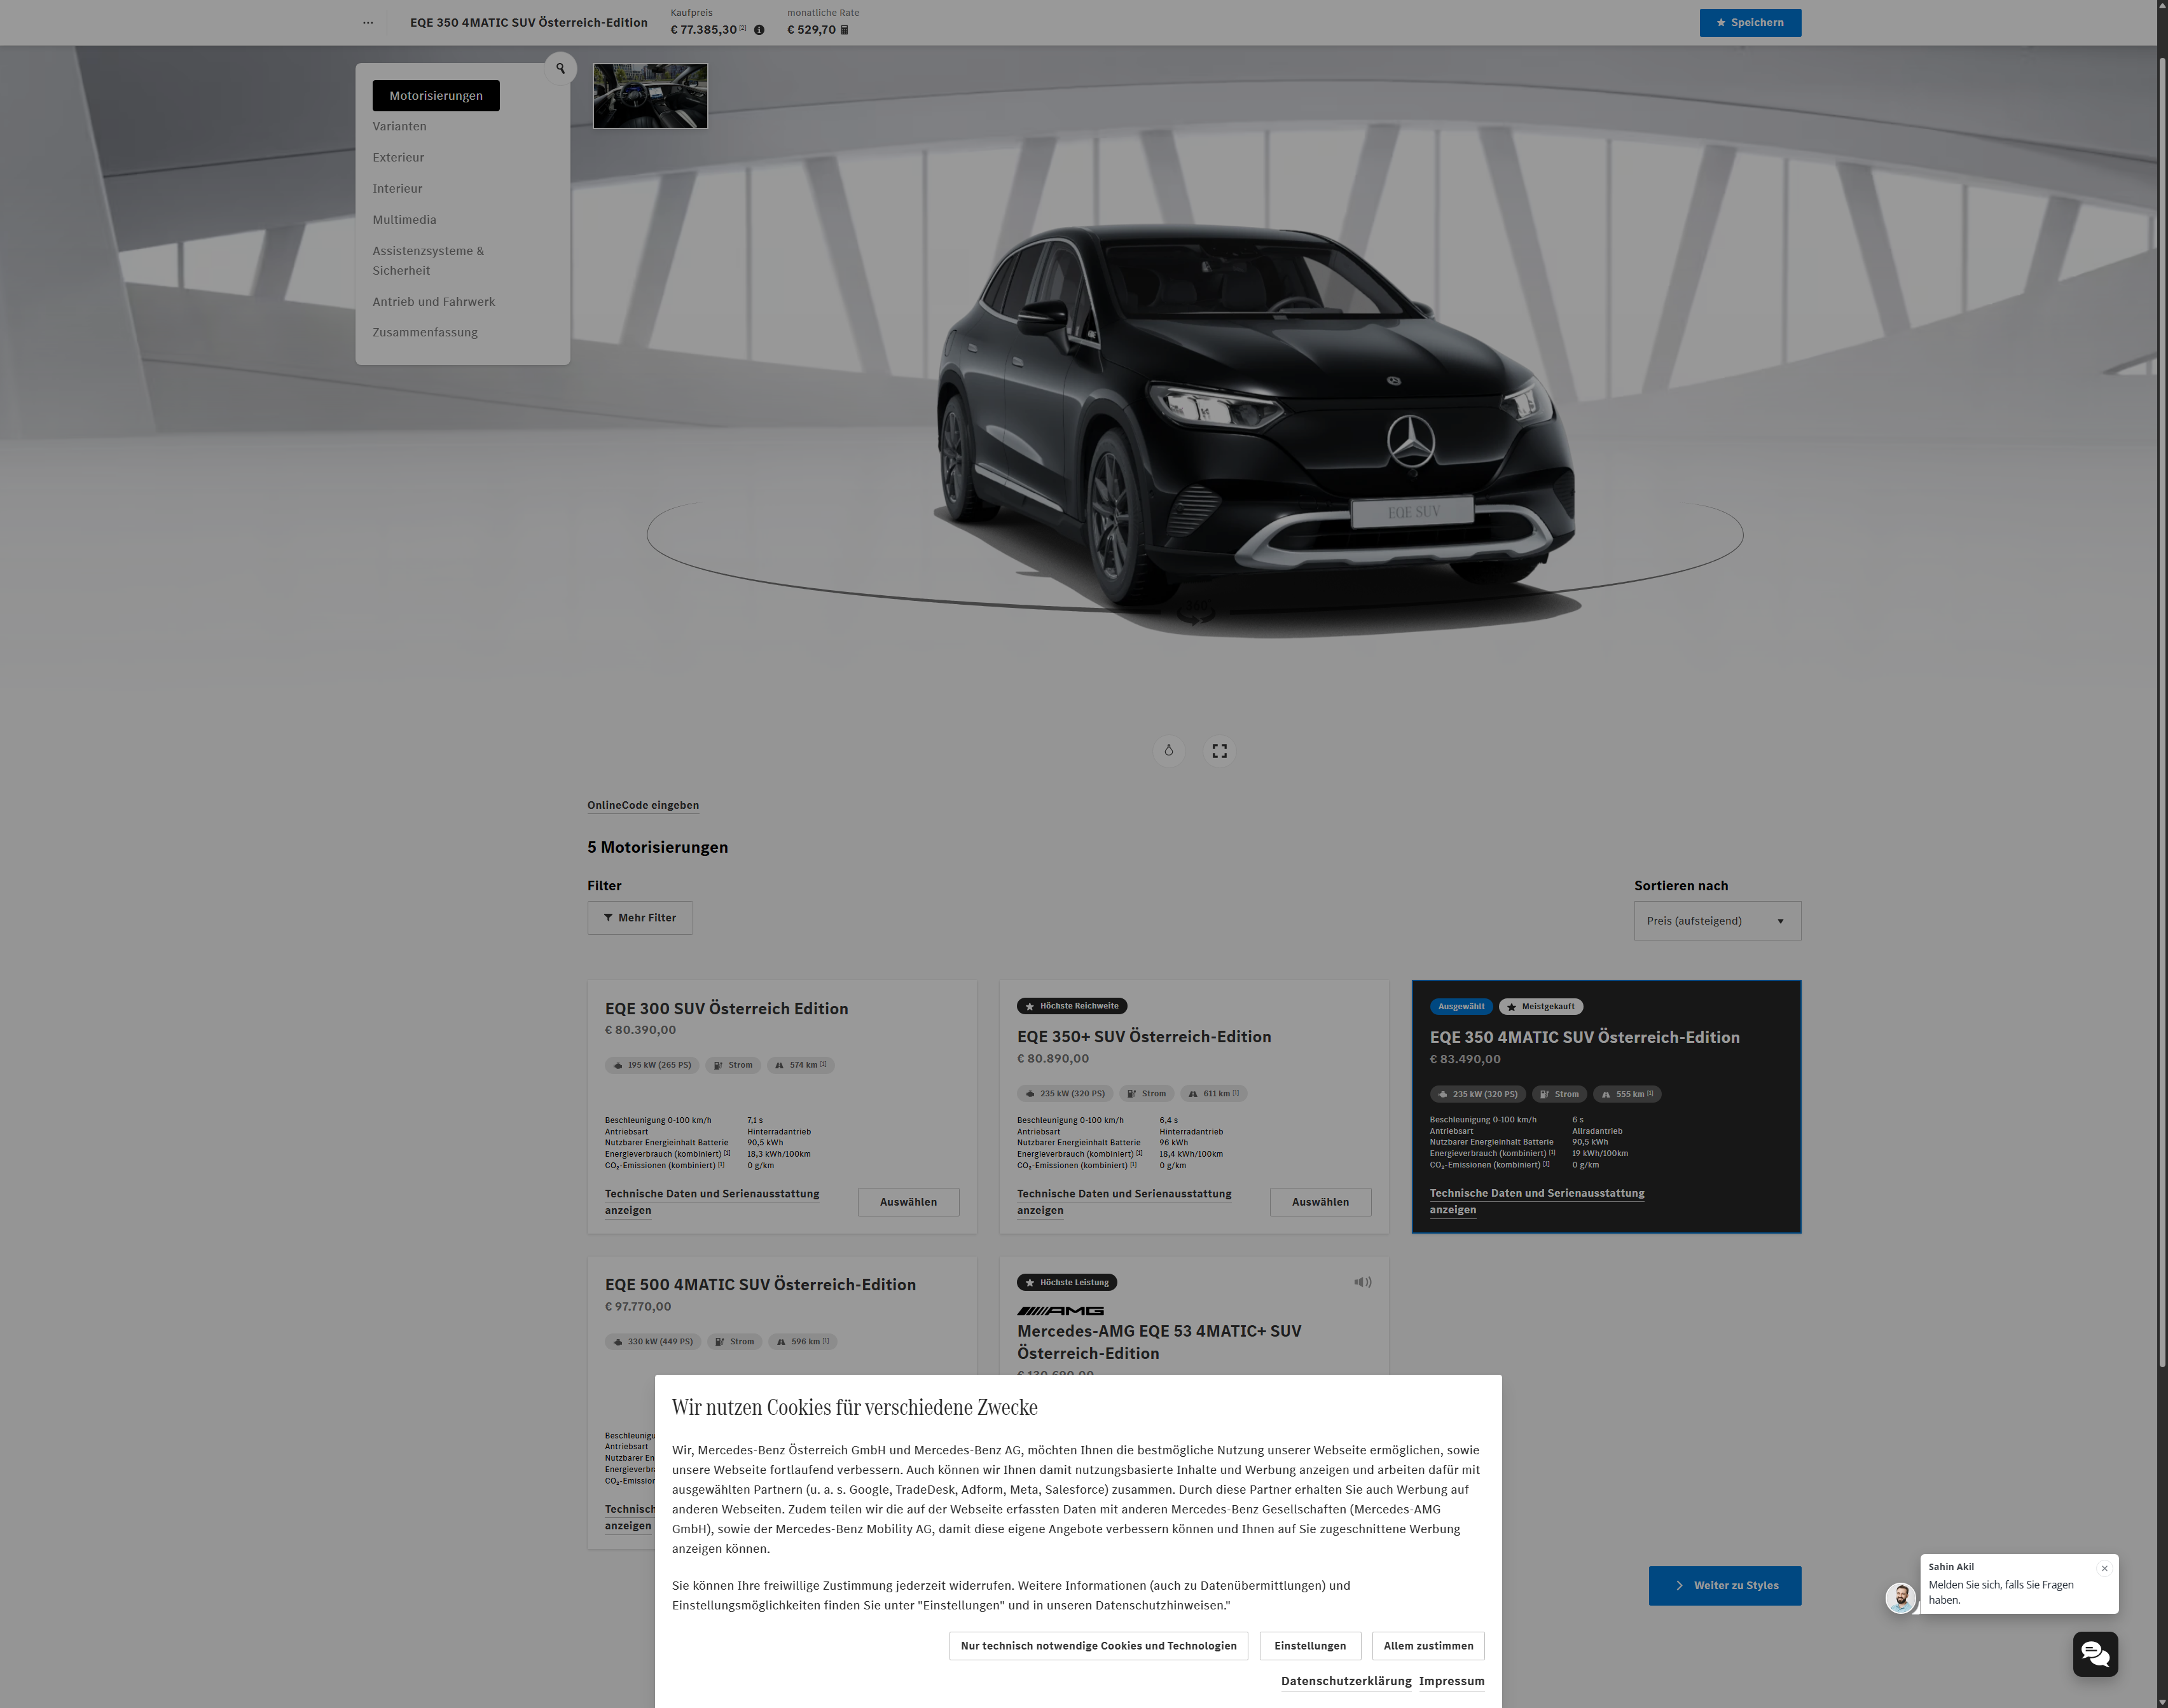 EQE 350 4MATIC SUV Österreich-Edition
Kaufpreis
€ 77.385,30 [2]
monatliche Rate
€ 529,70
Speichern
Motorisierungen
Varianten
Exterieur
Interieur
Multimedia
Assistenzsysteme &
Sicherheit
Antrieb und Fahrwerk
Zusammenfassung
EQE SUV
OnlineCode eingeben
5 Motorisierungen
Filter
Mehr Filter
Sortieren nach
Preis (aufsteigend)
EQE 300 SUV Österreich Edition
€ 80.390,00
195 kW (265 PS)
Strom
574 km [1]
Beschleunigung 0-100 km/h 7,1 s
Antriebsart Hinterradantrieb
Nutzbarer Energieinhalt Batterie 90,5 kWh
Energieverbrauch (kombiniert) [1] 18,3 kWh/100km
CO₂-Emissionen (kombiniert) [1] 0 g/km
Technische Daten und Serienausstattung
anzeigen
Auswählen
Höchste Reichweite
EQE 350+ SUV Österreich-Edition
€ 80.890,00
235 kW (320 PS)
Strom
611 km [1]
Beschleunigung 0-100 km/h 6,4 s
Antriebsart Hinterradantrieb
Nutzbarer Energieinhalt Batterie 96 kWh
Energieverbrauch (kombiniert) [1] 18,4 kWh/100km
CO₂-Emissionen (kombiniert) [1] 0 g/km
Technische Daten und Serienausstattung
anzeigen
Auswählen
Ausgewählt
Meistgekauft
EQE 350 4MATIC SUV Österreich-Edition
€ 83.490,00
235 kW (320 PS)
Strom
555 km [1]
Beschleunigung 0-100 km/h 6 s
Antriebsart Allradantrieb
Nutzbarer Energieinhalt Batterie 90,5 kWh
Energieverbrauch (kombiniert) [1] 19 kWh/100km
CO₂-Emissionen (kombiniert) [1] 0 g/km
Technische Daten und Serienausstattung
anzeigen
EQE 500 4MATIC SUV Österreich-Edition
€ 97.770,00
330 kW (449 PS)
Strom
596 km [1]
Beschleunigu
Antriebsart
Nutzbarer En
Energieverbr
CO₂-Emission
Technisch
anzeigen
Höchste Leistung
AMG
Mercedes-AMG EQE 53 4MATIC+ SUV
Österreich-Edition
Wir nutzen Cookies für verschiedene Zwecke
Wir, Mercedes-Benz Österreich GmbH und Mercedes-Benz AG, möchten Ihnen die bestmögliche Nutzung unserer Webseite ermöglichen, sowie
unsere Webseite fortlaufend verbessern. Auch können wir Ihnen damit nutzungsbasierte Inhalte und Werbung anzeigen und arbeiten dafür mit
ausgewählten Partnern (u. a. s. Google, TradeDesk, Adform, Meta, Salesforce) zusammen. Durch diese Partner erhalten Sie auch Werbung auf
anderen Webseiten. Zudem teilen wir die auf der Webseite erfassten Daten mit anderen Mercedes-Benz Gesellschaften (Mercedes-AMG
GmbH), sowie der Mercedes-Benz Mobility AG, damit diese eigene Angebote verbessern können und Ihnen auf Sie zugeschnittene Werbung
anzeigen können.
Sie können Ihre freiwillige Zustimmung jederzeit widerrufen. Weitere Informationen (auch zu Datenübermittlungen) und
Einstellungsmöglichkeiten finden Sie unter "Einstellungen" und in unseren Datenschutzhinweisen."
Nur technisch notwendige Cookies und Technologien
Einstellungen
Allem zustimmen
Datenschutzerklärung
Impressum
Weiter zu Styles
Sahin Akil
Melden Sie sich, falls Sie Fragen
haben.